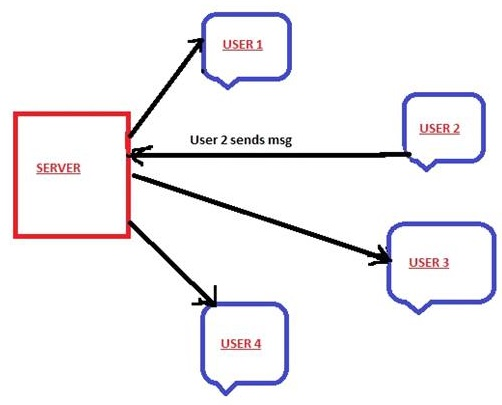 USER 1
USER 2
User 2 sends msg
SERVER
USER 3
USER 4